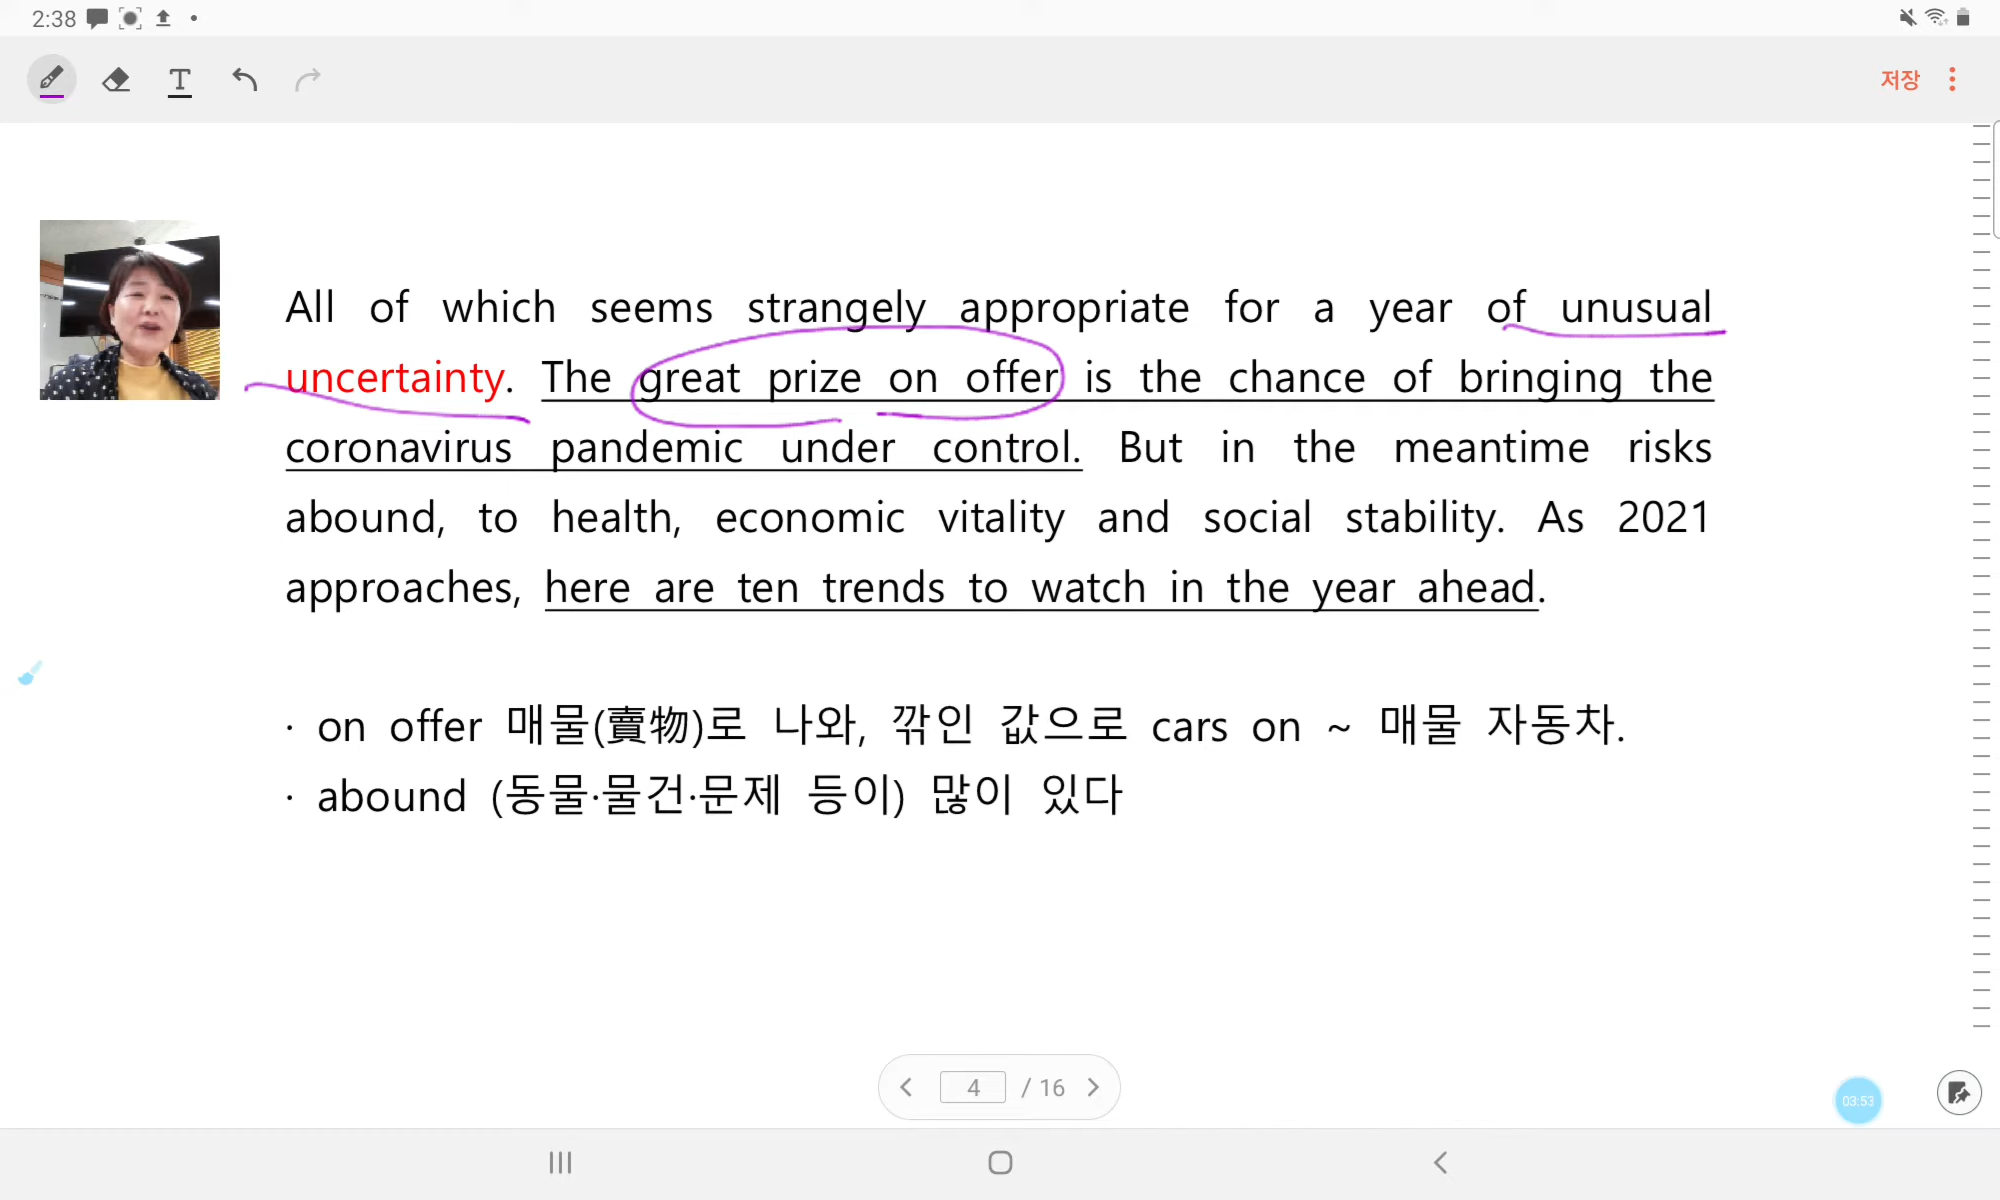 2:38
저장
All of which seems strangely appropriate for a year of unusual
uncertainty. The great prize on offer is the chance of bringing the
coronavirus pandemic under control. But in the meantime risks
abound, to health, economic vitality and social stability. As 2021
approaches, here are ten trends to watch in the year ahead.
· on offer 매물(賣物)로 나와, 깎인 값으로 cars on ~ 매물 자동차.
· abound (동물·물건·문제 등이) 많이 있다
4 / 16
03:53